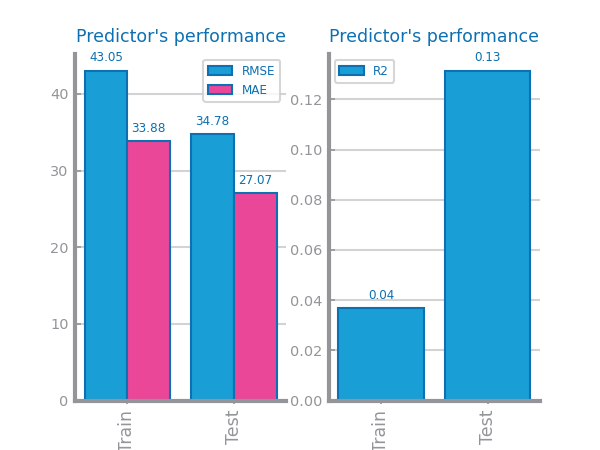 Predictor's performance
43.05
33.88
34.78
27.07
RMSE
MAE
40
30
20
10
0
Train
Test
Predictor's performance
0.13
R2
0.04
0.12
0.10
0.08
0.06
0.04
0.02
0.00
Train
Test